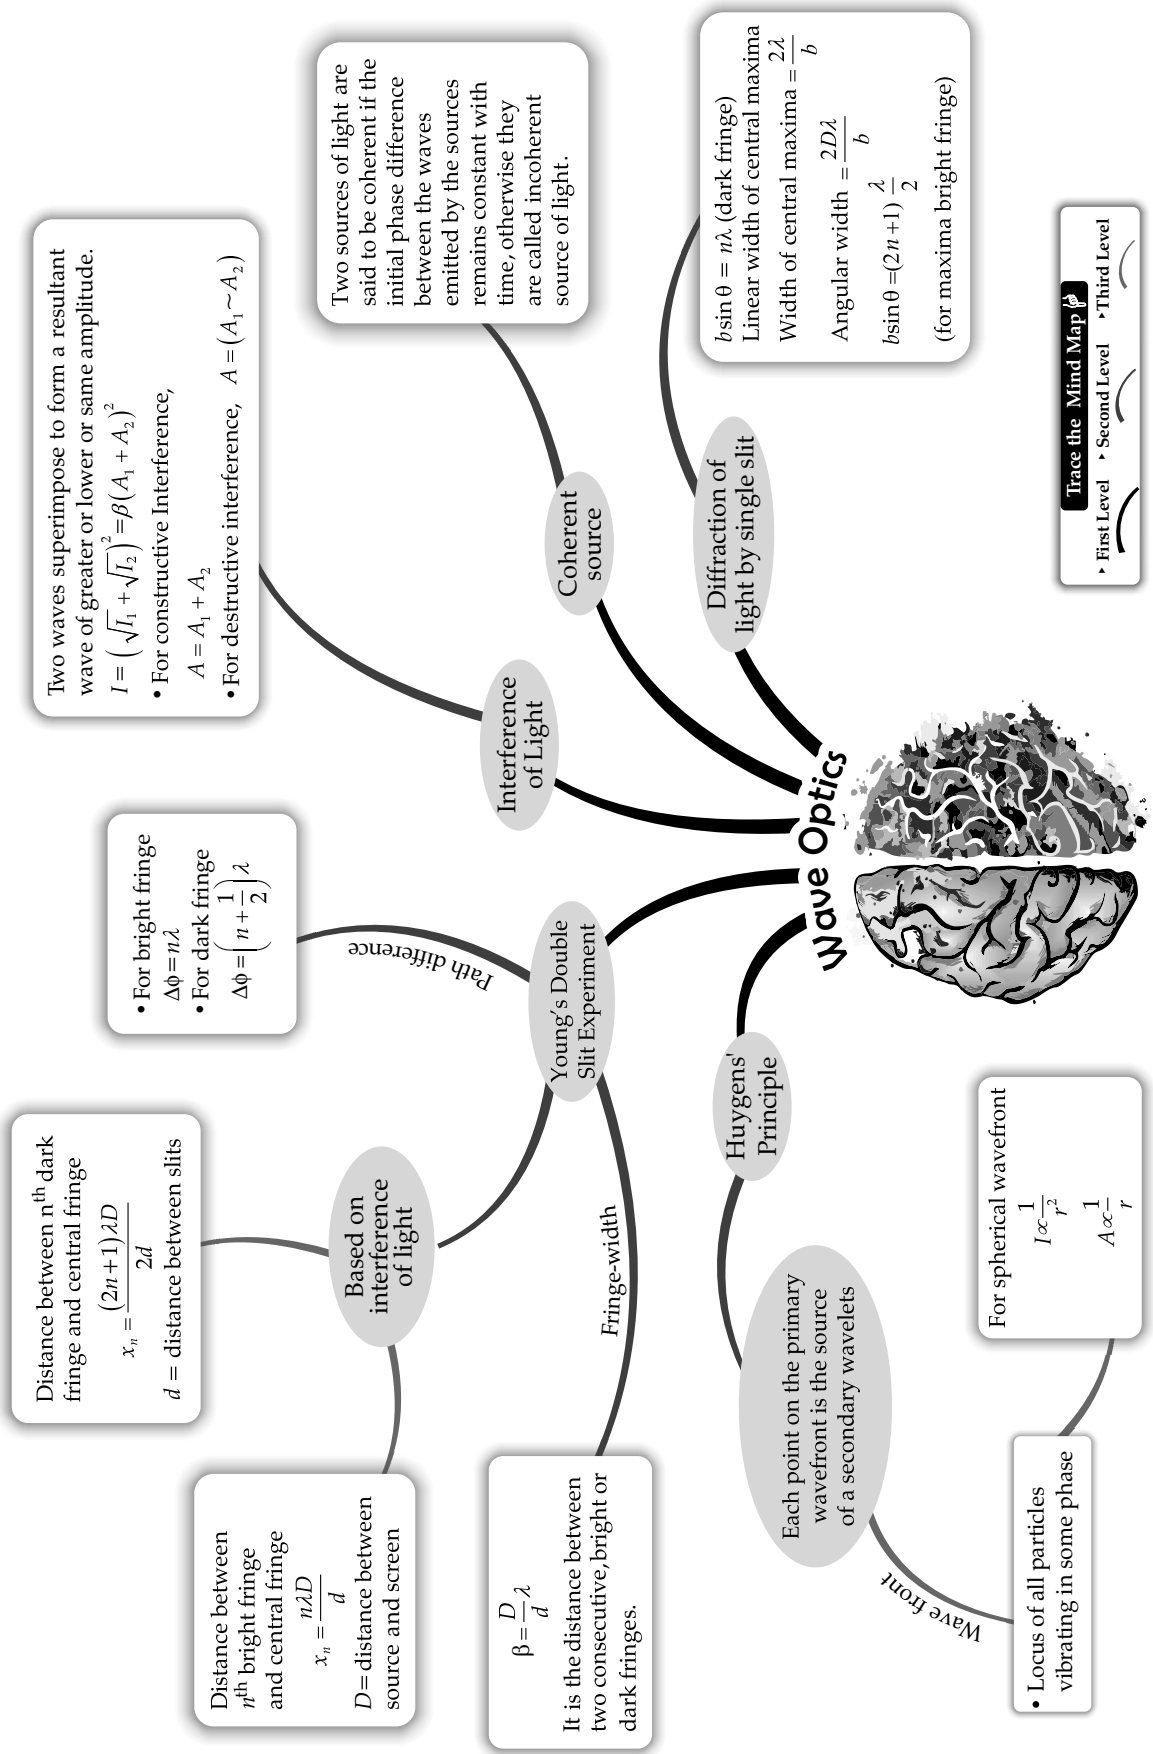 Wave Optics
Huygens'
Principle
Each point on the primary
wavefront is the source
of a secondary wavelets
Wave front
• Locus of all particles
vibrating in some phase
For spherical wavefront
I ∝ 1/r²
A ∝ 1/r
Young's Double
Slit Experiment
Fringe-width
β = D/d λ
It is the distance between
two consecutive, bright or
dark fringes.
Based on
interference
of light
Distance between
nth bright fringe
and central fringe
xₙ = nλD/d
D = distance between
source and screen
Distance between nth dark
fringe and central fringe
xₙ = (2n+1)λD/2d
d = distance between slits
Path difference
• For bright fringe
Δϕ = nλ
• For dark fringe
Δϕ = (n + 1/2)λ
Interference
of Light
Two waves superimpose to form a resultant
wave of greater or lower or same amplitude.
I = (√I₁ + √I₂)² = β(A₁ + A₂)²
• For constructive Interference,
A = A₁ + A₂
• For destructive interference, A = (A₁ ~ A₂)
Coherent
source
Two sources of light are
said to be coherent if the
initial phase difference
between the waves
emitted by the sources
remains constant with
time, otherwise they
are called incoherent
source of light.
Diffraction of
light by single slit
b sin θ = nλ (dark fringe)
Linear width of central maxima
Width of central maxima = 2λ/b
Angular width = 2Dλ/b
b sin θ = (2n+1) λ/2
(for maxima bright fringe)
Trace the Mind Map
▸ First Level ▸ Second Level ▸ Third Level